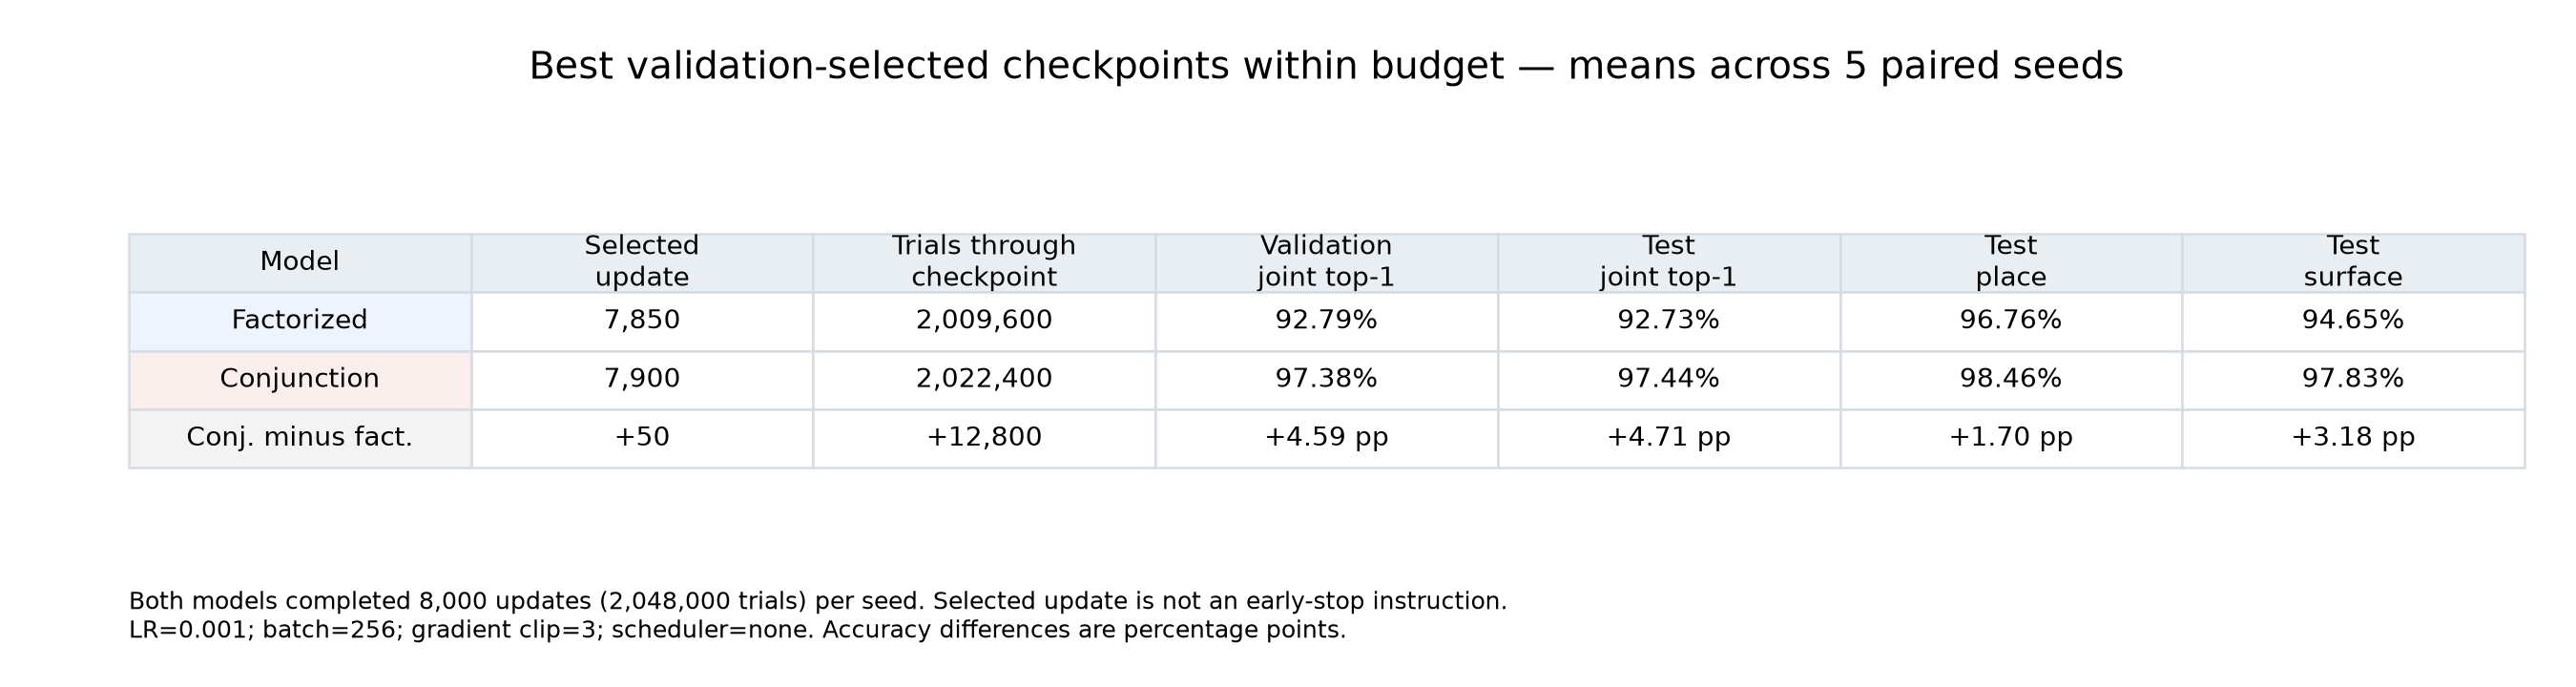 Best validation-selected checkpoints within budget — means across 5 paired seeds
Model
Selected
update
Trials through
checkpoint
Validation
joint top-1
Test
joint top-1
Test
place
Test
surface
Factorized 7,850 2,009,600 92.79% 92.73% 96.76% 94.65%
Conjunction 7,900 2,022,400 97.38% 97.44% 98.46% 97.83%
Conj. minus fact. +50 +12,800 +4.59 pp +4.71 pp +1.70 pp +3.18 pp
Both models completed 8,000 updates (2,048,000 trials) per seed. Selected update is not an early-stop instruction.
LR=0.001; batch=256; gradient clip=3; scheduler=none. Accuracy differences are percentage points.